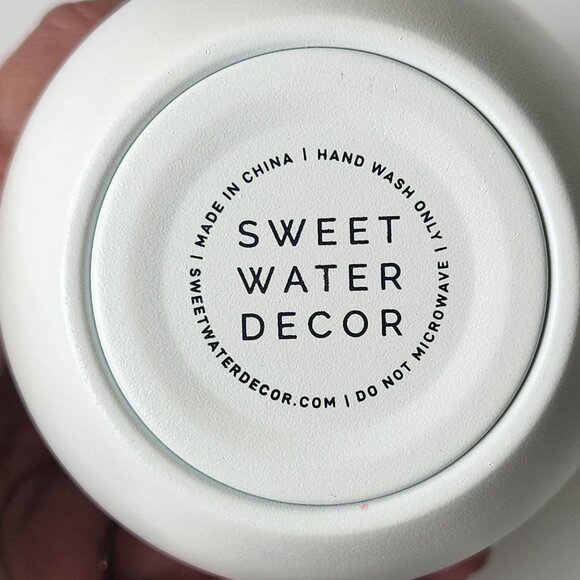 SWEET
WATER
DECOR
| MADE IN CHINA | HAND WASH ONLY | DO NOT MICROWAVE | SWEETWATERDECOR.COM